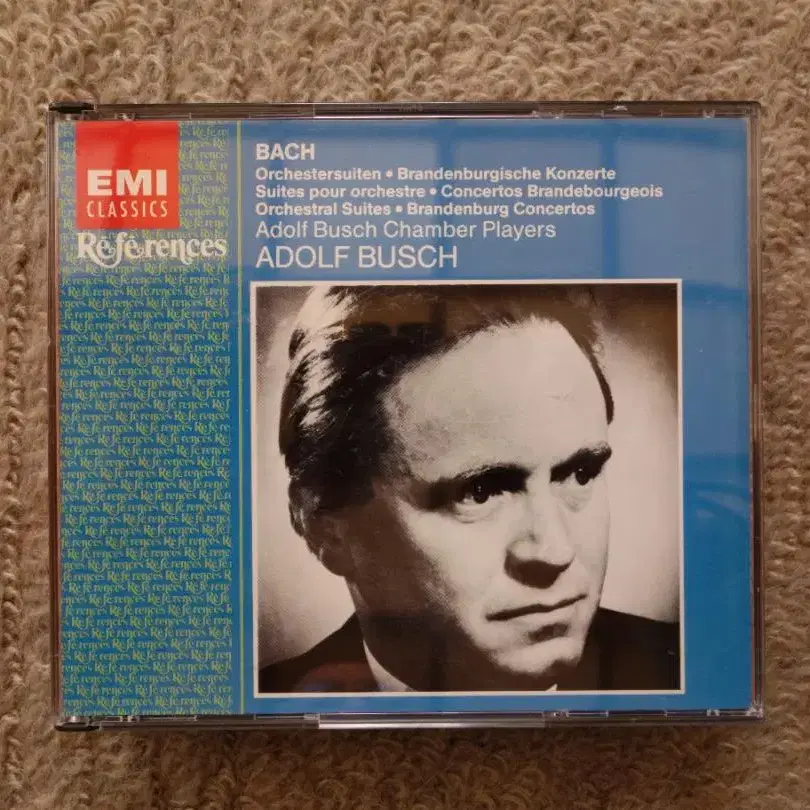 EMI
CLASSICS
Références
BACH
Orchestersuiten • Brandenburgische Konzerte
Suites pour orchestre • Concertos Brandebourgeois
Orchestral Suites • Brandenburg Concertos
Adolf Busch Chamber Players
ADOLF BUSCH